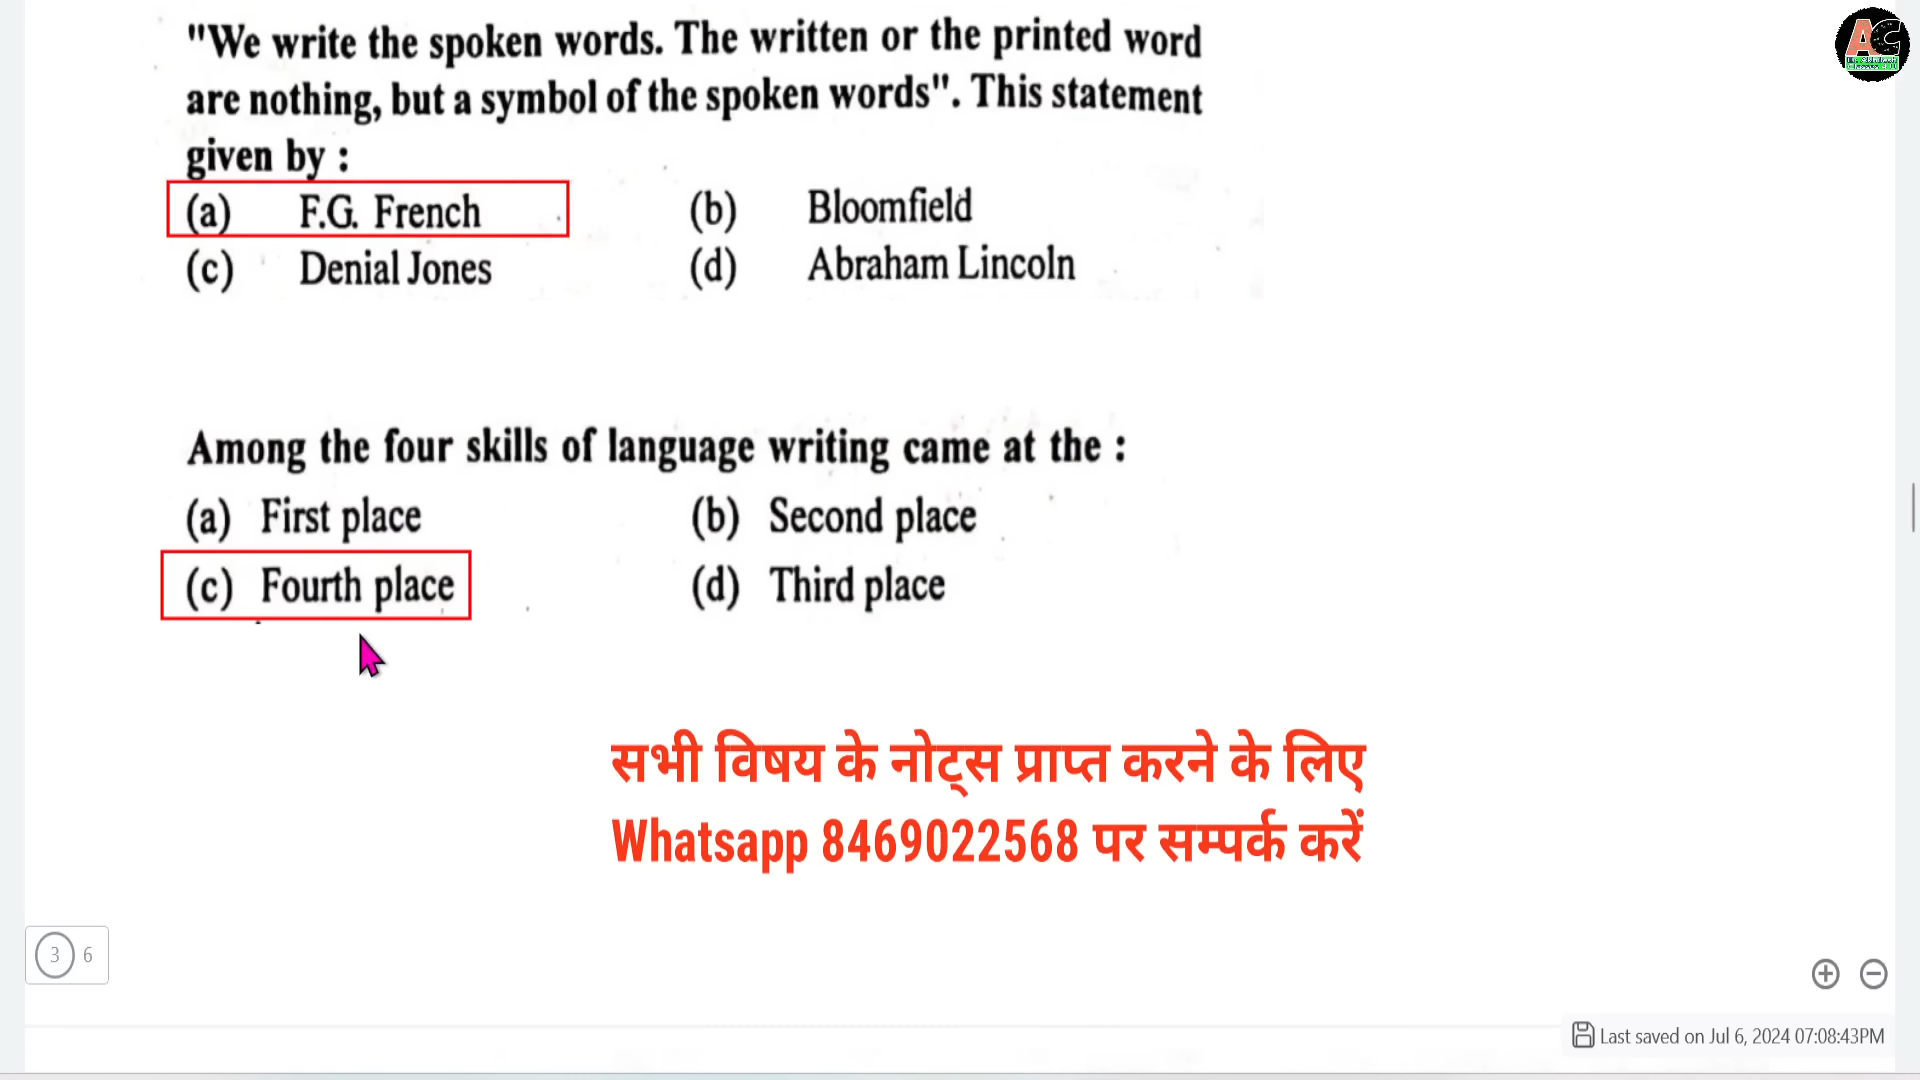 "We write the spoken words. The written or the printed word
are nothing, but a symbol of the spoken words". This statement
given by :
(a) F.G. French (b) Bloomfield
(c) Denial Jones (d) Abraham Lincoln
Among the four skills of language writing came at the :
(a) First place (b) Second place
(c) Fourth place (d) Third place
सभी विषय के नोट्स प्राप्त करने के लिए
Whatsapp 8469022568 पर सम्पर्क करें
3 6
Last saved on Jul 6, 2024 07:08:43PM
AC